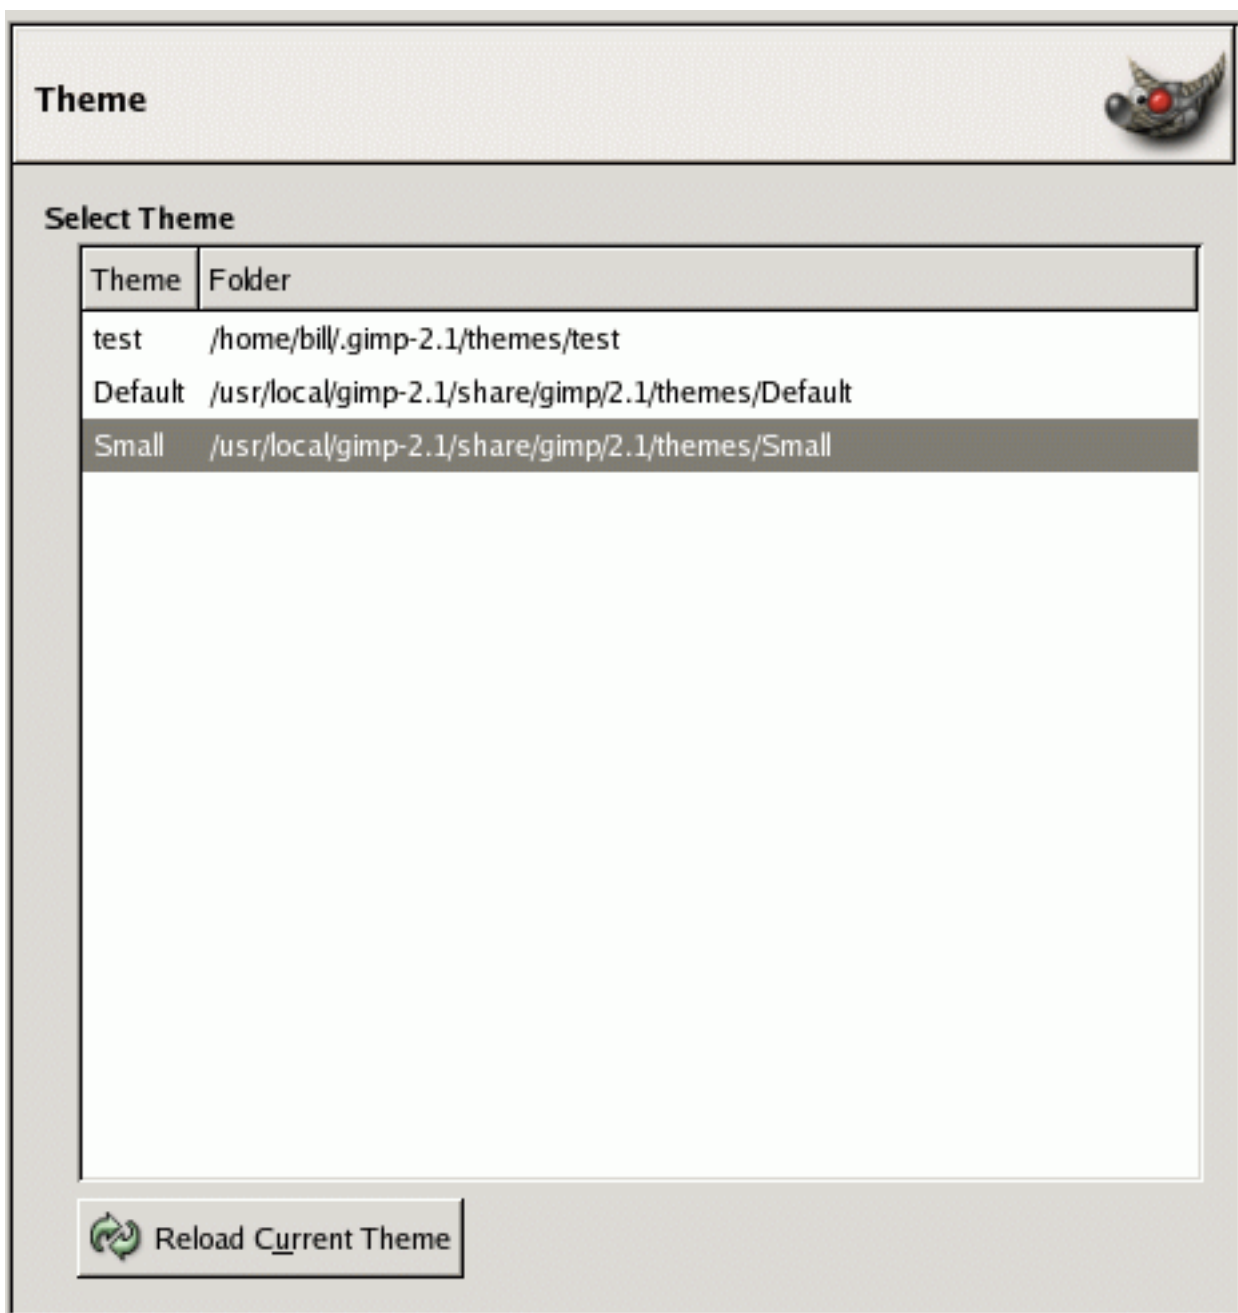 Theme
Select Theme
Theme Folder
test /home/bill/.gimp-2.1/themes/test
Default /usr/local/gimp-2.1/share/gimp/2.1/themes/Default
Small /usr/local/gimp-2.1/share/gimp/2.1/themes/Small
Reload Current Theme